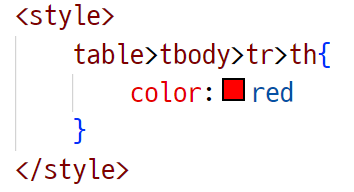 <style>
table>tbody>tr>th{
color: red
}
</style>